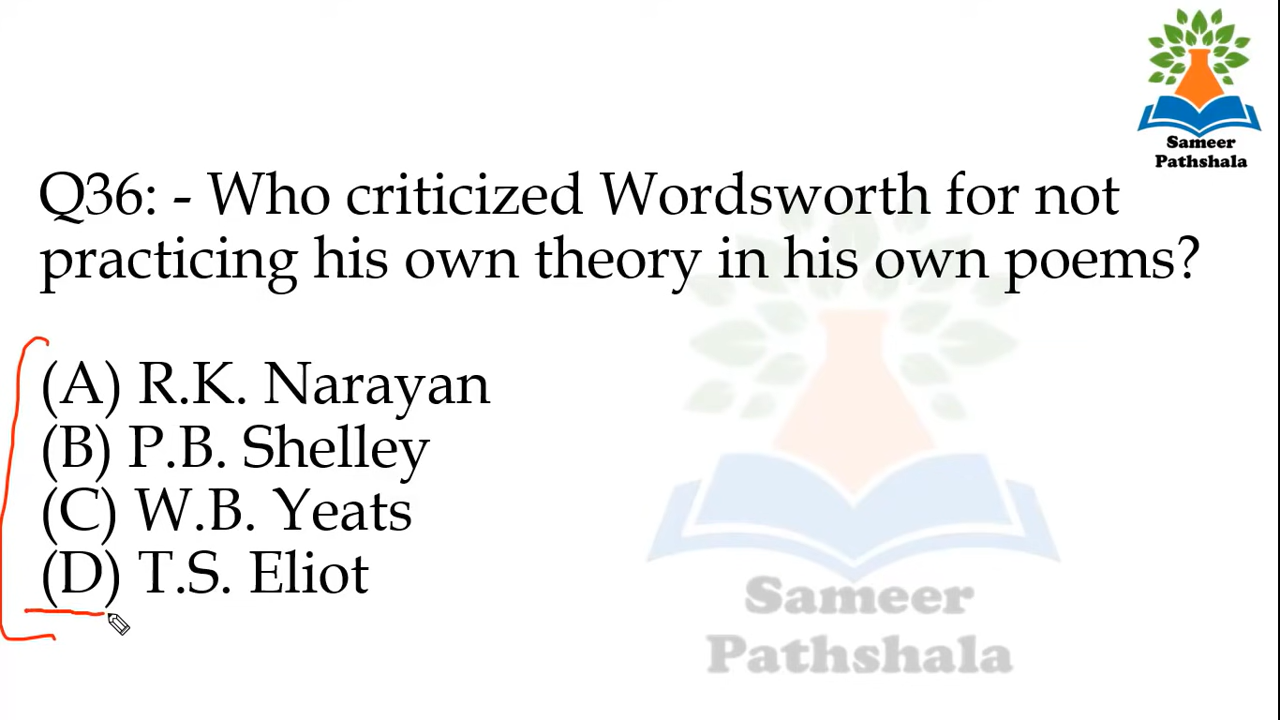 Sameer
Pathshala
Q36: - Who criticized Wordsworth for not
practicing his own theory in his own poems?
(A) R.K. Narayan
(B) P.B. Shelley
(C) W.B. Yeats
(D) T.S. Eliot
Sameer
Pathshala